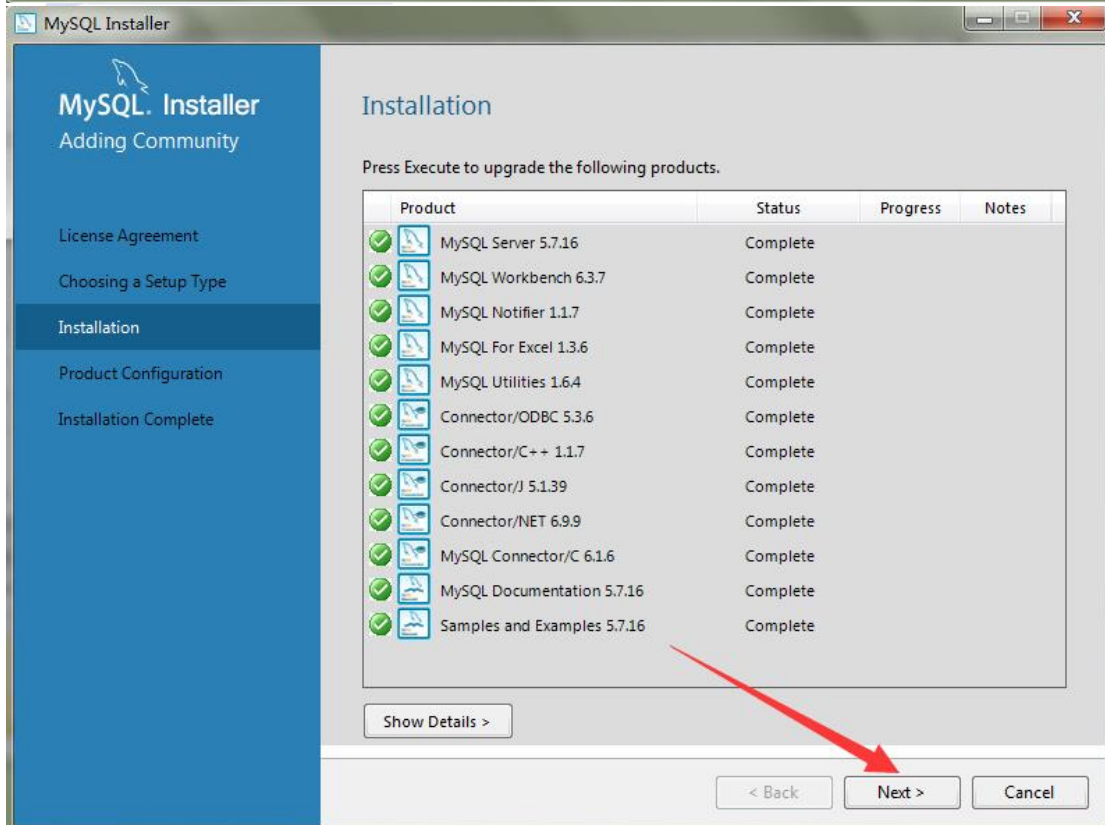 MySQL Installer
MySQL. Installer
Adding Community
License Agreement
Choosing a Setup Type
Installation
Product Configuration
Installation Complete
Installation
Press Execute to upgrade the following products.
Product Status Progress Notes
MySQL Server 5.7.16 Complete
MySQL Workbench 6.3.7 Complete
MySQL Notifier 1.1.7 Complete
MySQL For Excel 1.3.6 Complete
MySQL Utilities 1.6.4 Complete
Connector/ODBC 5.3.6 Complete
Connector/C++ 1.1.7 Complete
Connector/J 5.1.39 Complete
Connector/NET 6.9.9 Complete
MySQL Connector/C 6.1.6 Complete
MySQL Documentation 5.7.16 Complete
Samples and Examples 5.7.16 Complete
Show Details >
< Back Next > Cancel